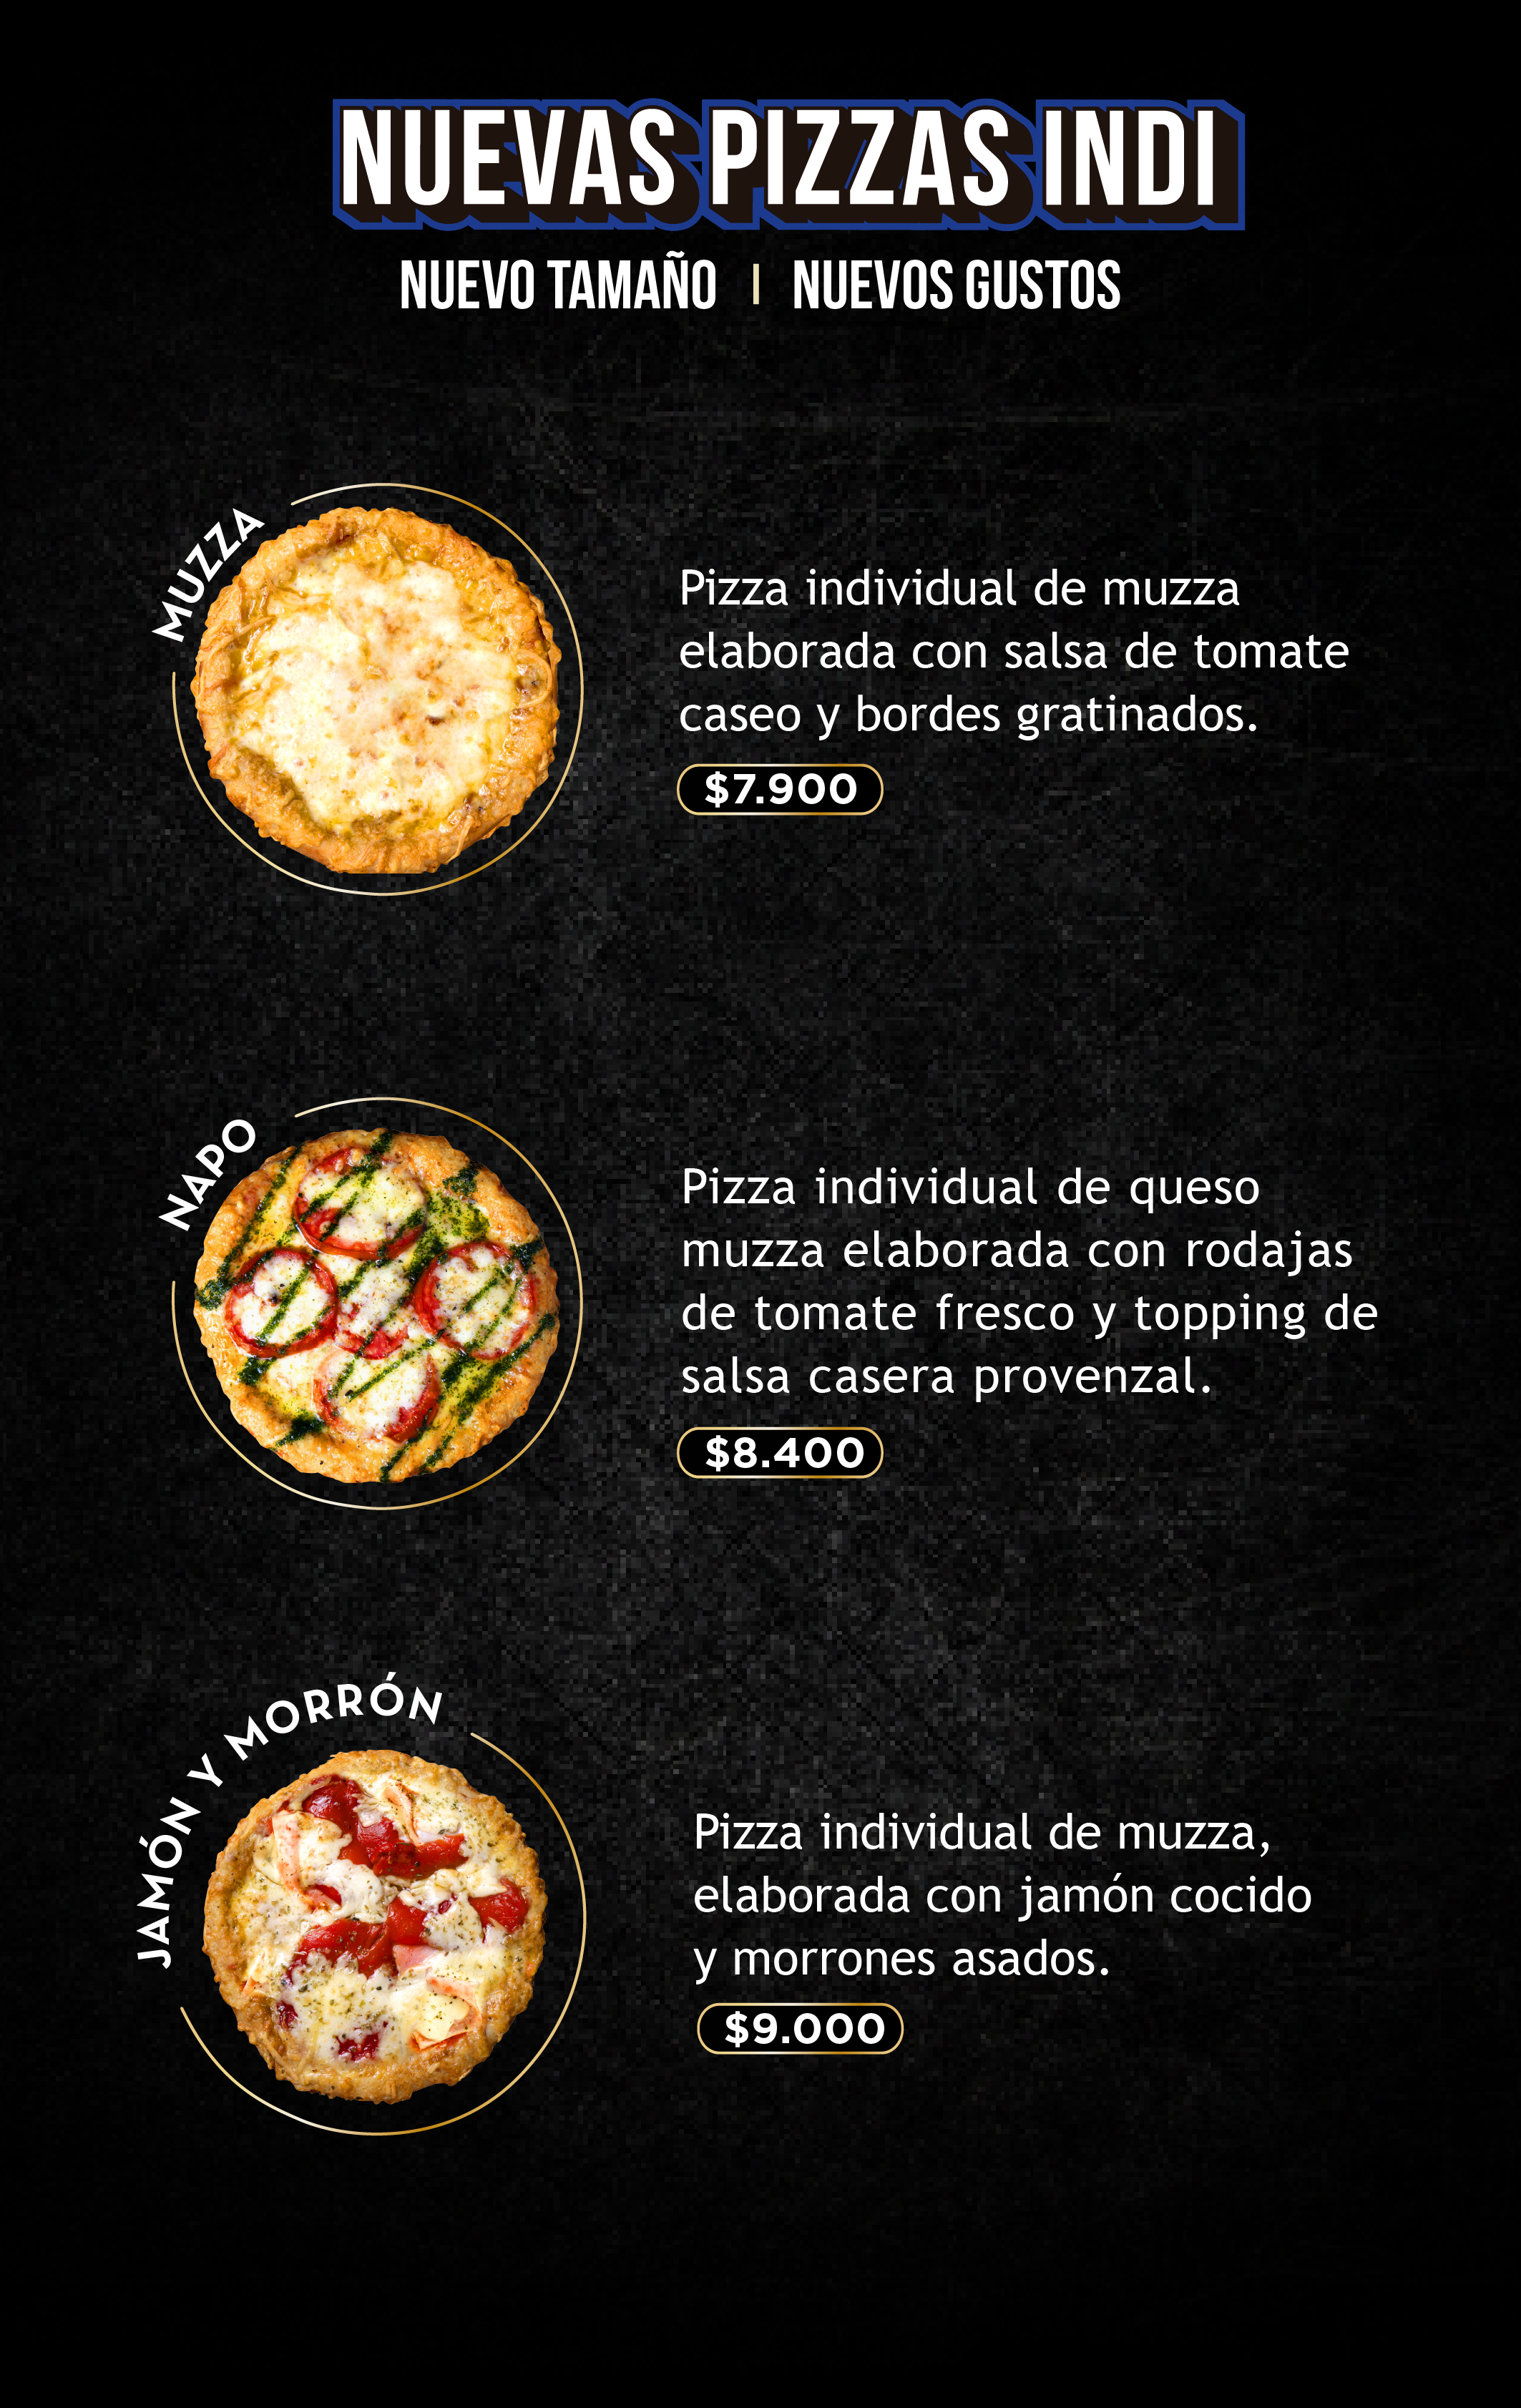 NUEVAS PIZZAS INDI
NUEVO TAMAÑO | NUEVOS GUSTOS
MUZZA
Pizza individual de muzza
elaborada con salsa de tomate
caseo y bordes gratinados.
$7.900
NAPO
Pizza individual de queso
muzza elaborada con rodajas
de tomate fresco y topping de
salsa casera provenzal.
$8.400
JAMÓN Y MORRÓN
Pizza individual de muzza,
elaborada con jamón cocido
y morrones asados.
$9.000